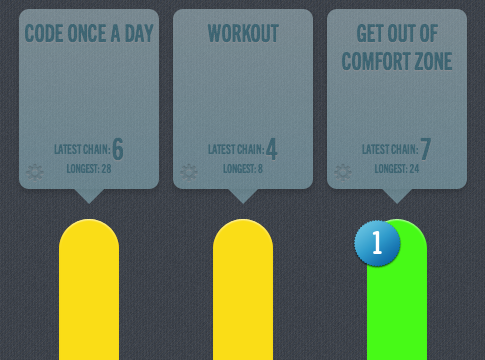 CODE ONCE A DAY
LATEST CHAIN: 6
LONGEST: 28
WORKOUT
LATEST CHAIN: 4
LONGEST: 8
GET OUT OF
COMFORT ZONE
LATEST CHAIN: 7
LONGEST: 24
1